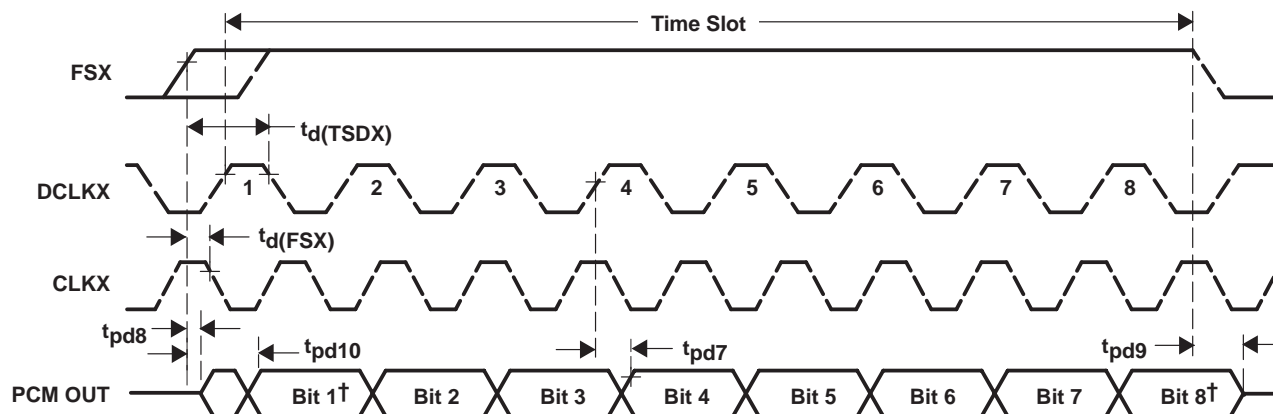 Time Slot
FSX
td(TSDX)
DCLKX 1 2 3 4 5 6 7 8
td(FSX)
CLKX
tpd8 tpd10 tpd7 tpd9
PCM OUT Bit 1† Bit 2 Bit 3 Bit 4 Bit 5 Bit 6 Bit 7 Bit 8†